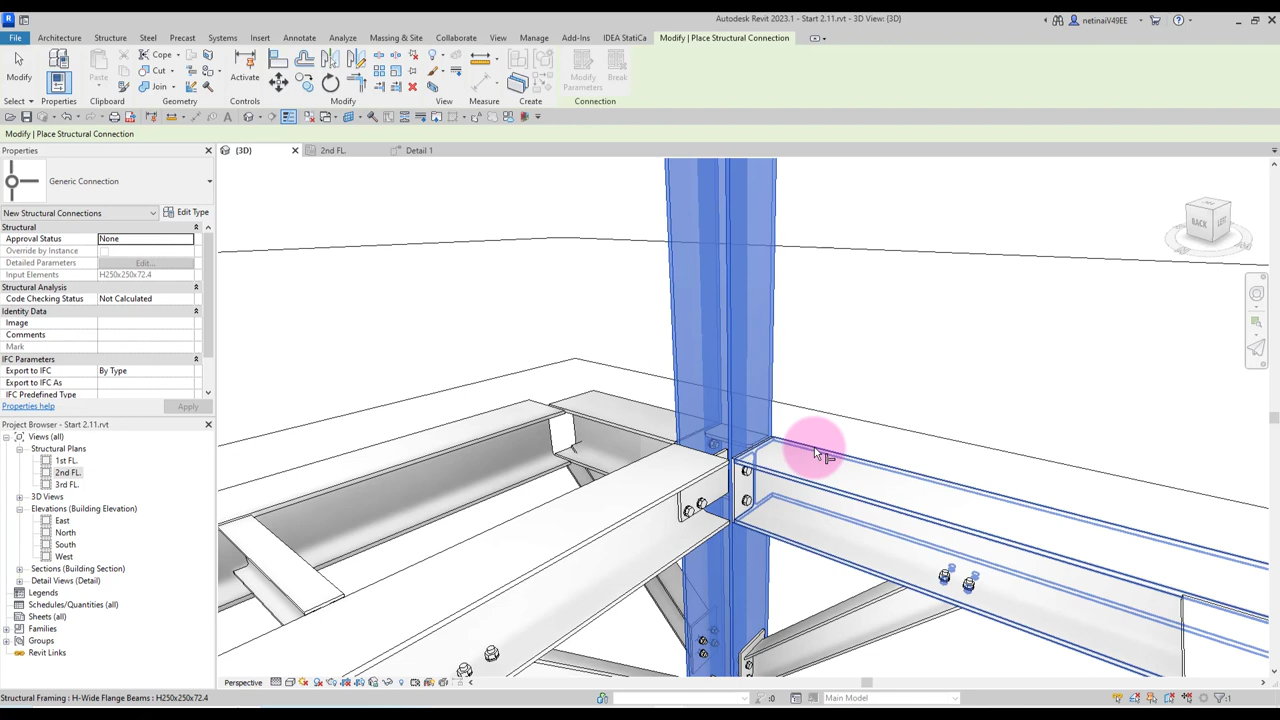 Autodesk Revit 2023.1 - Start 2.11.rvt - 3D View: {3D}
netinaiV49EE
File Architecture Structure Steel Precast Systems Insert Annotate Analyze Massing & Site Collaborate View Manage Add-Ins IDEA StatiCa Modify | Place Structural Connection
Modify Paste Cope Cut Join Activate Modify Parameters Break
Select Properties Clipboard Geometry Controls Modify View Measure Create Connection
Modify | Place Structural Connection
Properties
{3D} 2nd FL. Detail 1
Generic Connection
New Structural Connections Edit Type
Structural
Approval Status None
Override by Instance
Detailed Parameters Edit...
Input Elements H250x250x72.4
Structural Analysis
Code Checking Status Not Calculated
Identity Data
Image
Comments
Mark
IFC Parameters
Export to IFC By Type
Export to IFC As
IFC Predefined Type
Properties help Apply
Project Browser - Start 2.11.rvt
Views (all)
Structural Plans
1st FL.
2nd FL.
3rd FL.
3D Views
Elevations (Building Elevation)
East
North
South
West
Sections (Building Section)
Detail Views (Detail)
Legends
Schedules/Quantities (all)
Sheets (all)
Families
Groups
Revit Links
BACK LEFT
Perspective
Structural Framing : H-Wide Flange Beams : H250x250x72.4
:0 Main Model :1